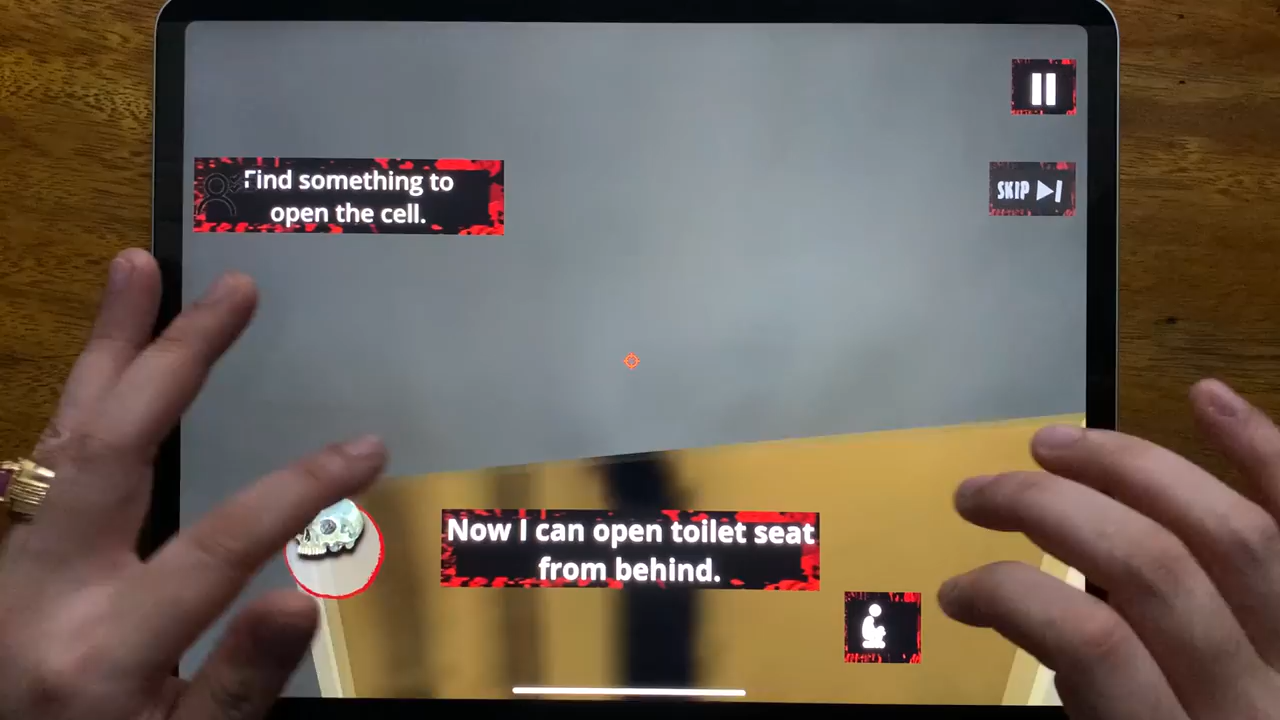 Find something to
open the cell.
SKIP
Now I can open toilet seat
from behind.